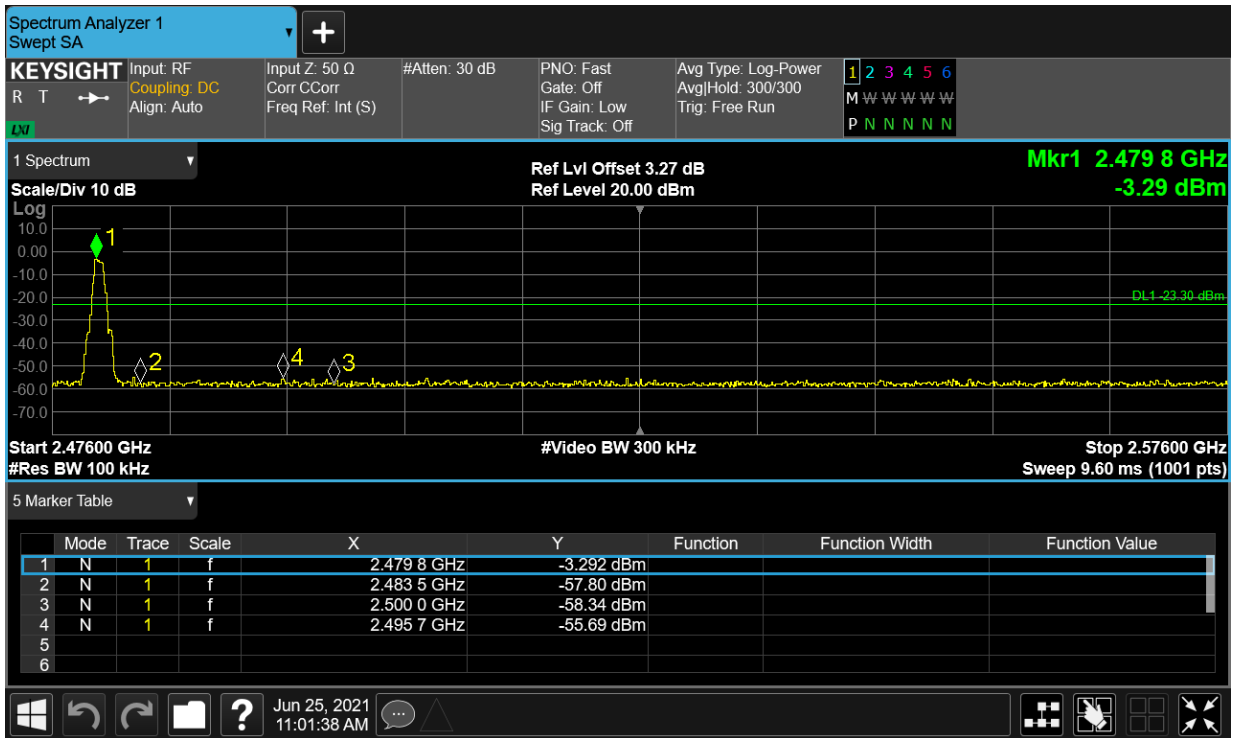 Spectrum Analyzer 1
Swept SA
+
KEYSIGHT
R T
LXI
Input: RF
Coupling: DC
Align: Auto
Input Z: 50 Ω
Corr CCorr
Freq Ref: Int (S)
#Atten: 30 dB
PNO: Fast
Gate: Off
IF Gain: Low
Sig Track: Off
Avg Type: Log-Power
Avg|Hold: 300/300
Trig: Free Run
1 2 3 4 5 6
M W W W W W
P N N N N N
1 Spectrum
Scale/Div 10 dB
Ref Lvl Offset 3.27 dB
Ref Level 20.00 dBm
Mkr1 2.479 8 GHz
-3.29 dBm
Log
10.0
0.00
-10.0
-20.0
-30.0
-40.0
-50.0
-60.0
-70.0
1
2
4
3
DL1 -23.30 dBm
Start 2.47600 GHz
#Res BW 100 kHz
#Video BW 300 kHz
Stop 2.57600 GHz
Sweep 9.60 ms (1001 pts)
5 Marker Table
Mode Trace Scale X Y Function Function Width Function Value
1 N 1 f 2.479 8 GHz -3.292 dBm
2 N 1 f 2.483 5 GHz -57.80 dBm
3 N 1 f 2.500 0 GHz -58.34 dBm
4 N 1 f 2.495 7 GHz -55.69 dBm
5
6
?
Jun 25, 2021
11:01:38 AM